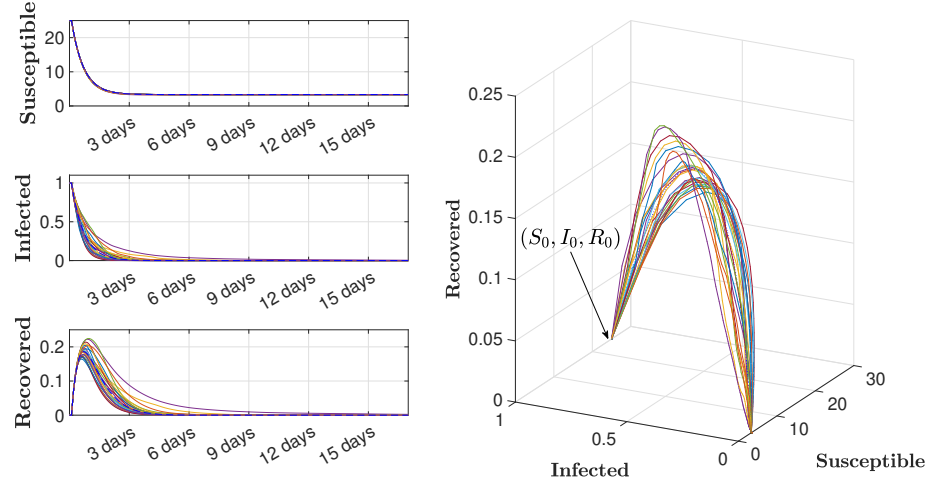 Susceptible
20
10
0
3 days
6 days
9 days
12 days
15 days
Infected
1
0.5
0
3 days
6 days
9 days
12 days
15 days
Recovered
0.2
0.1
0
3 days
6 days
9 days
12 days
15 days
Recovered
0.25
0.2
0.15
0.1
0.05
0
(S₀, I₀, R₀)
1
0.5
0
Infected
0
10
20
30
Susceptible